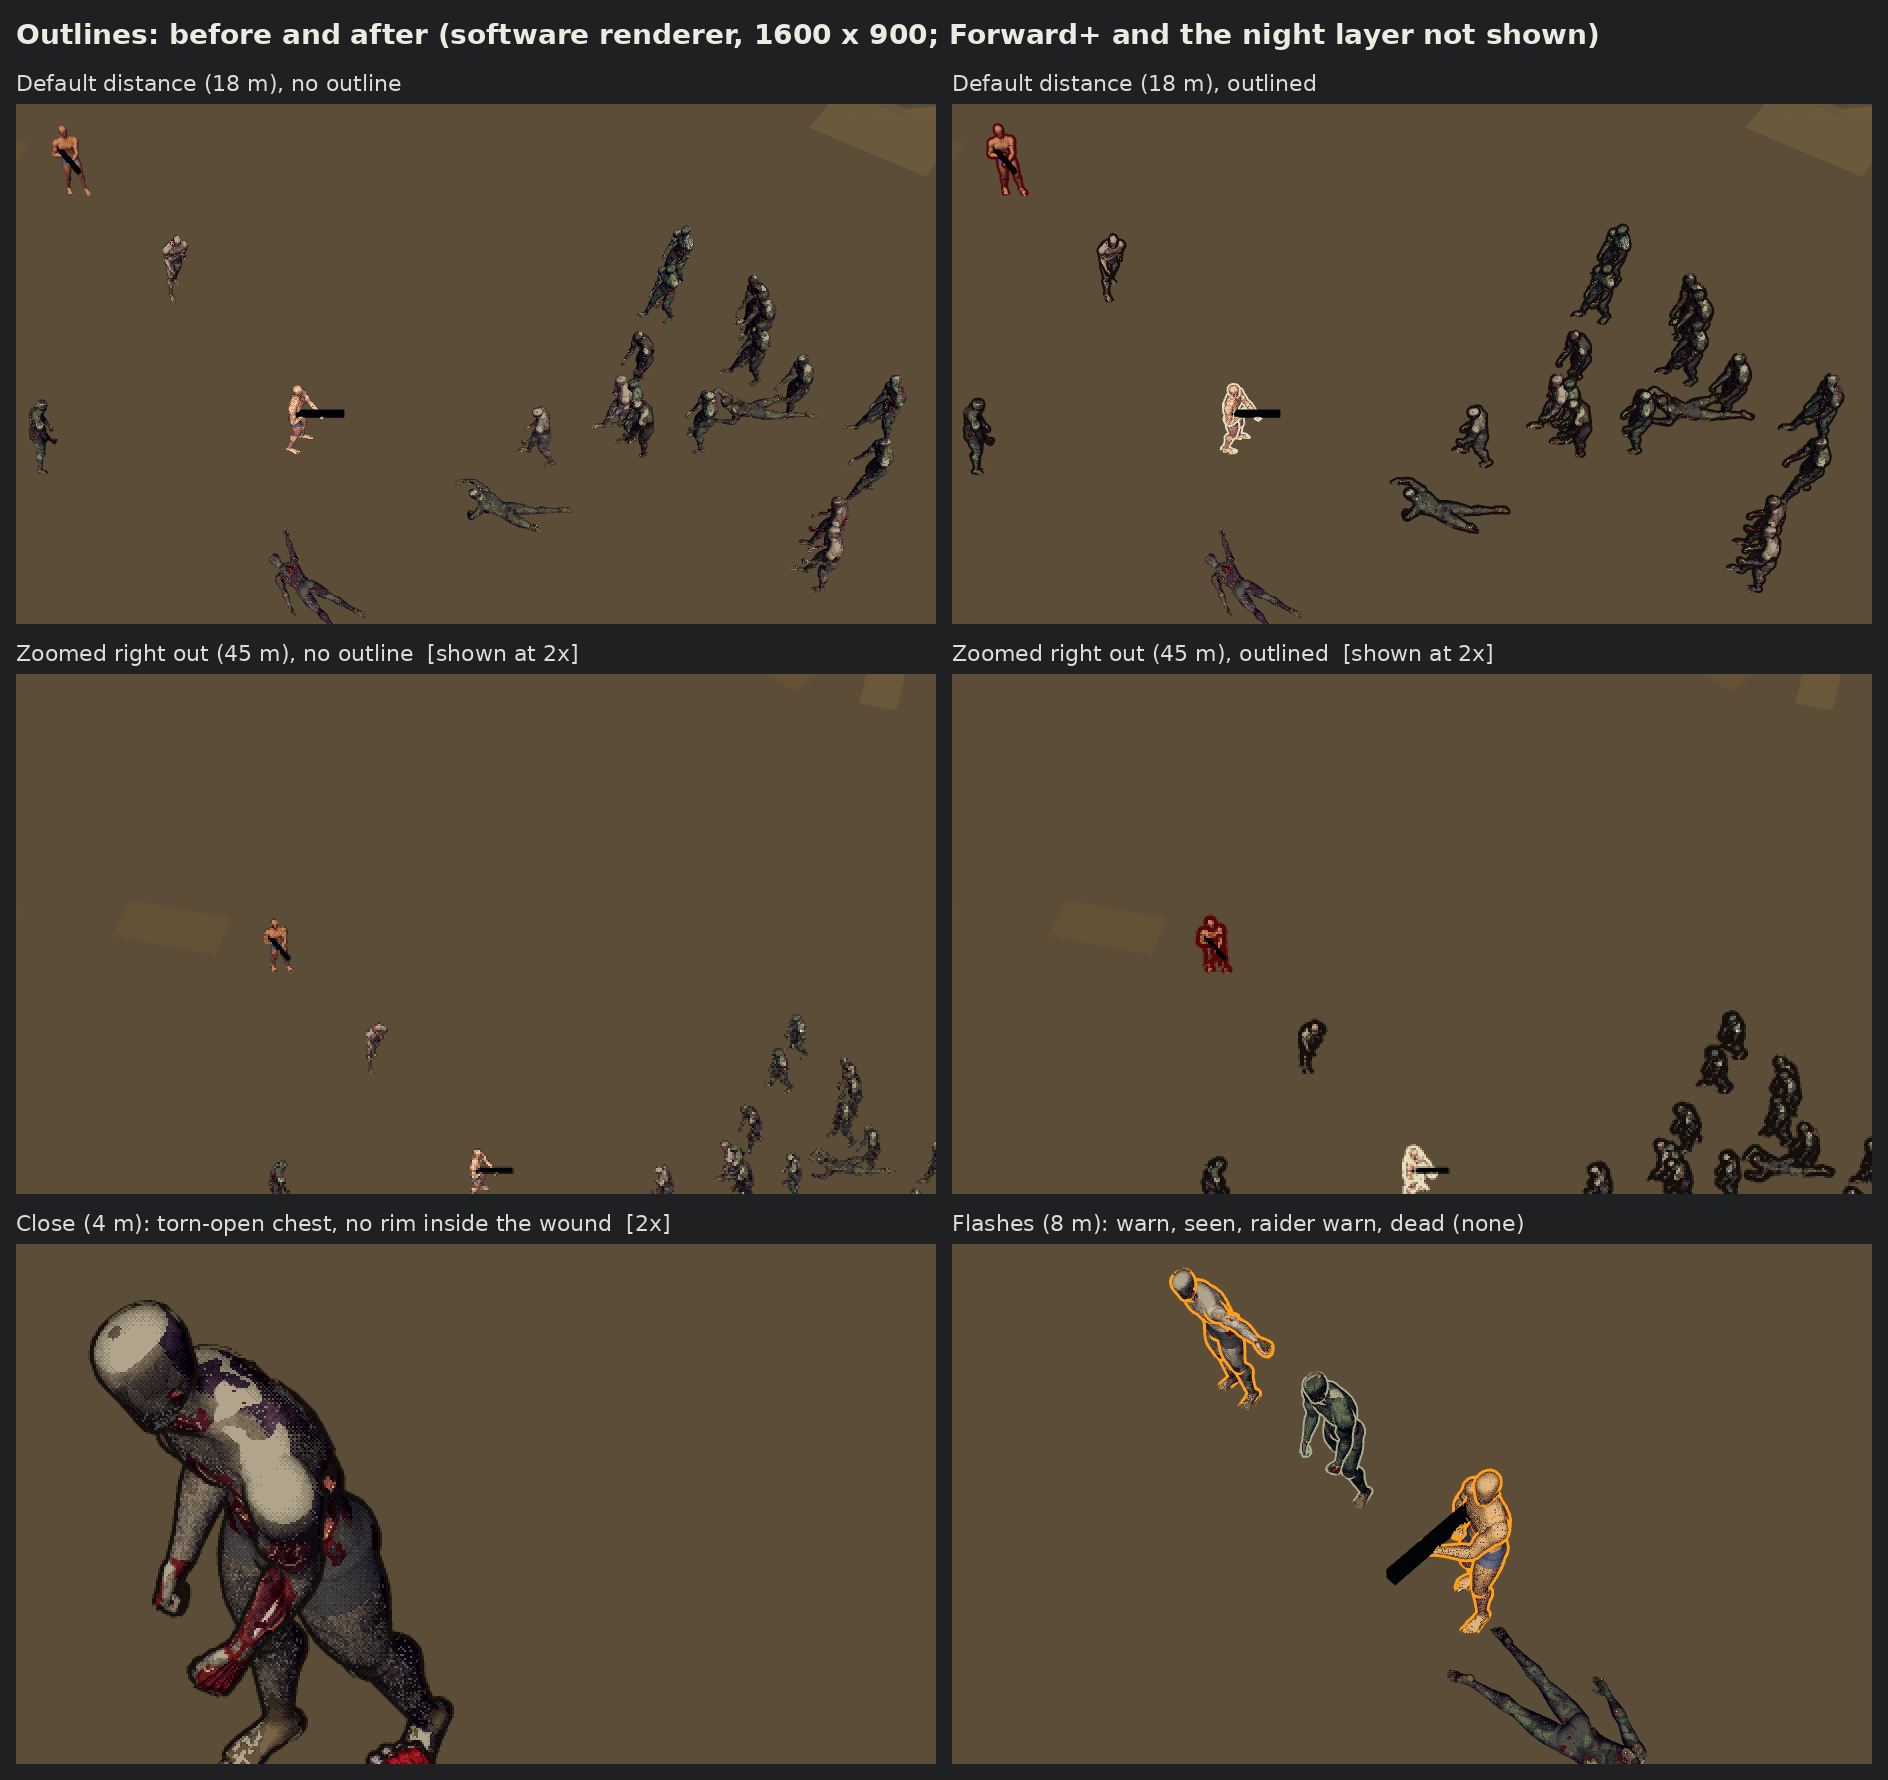 Outlines: before and after (software renderer, 1600 x 900; Forward+ and the night layer not shown)
Default distance (18 m), no outline
Default distance (18 m), outlined
Zoomed right out (45 m), no outline  [shown at 2x]
Zoomed right out (45 m), outlined  [shown at 2x]
Close (4 m): torn-open chest, no rim inside the wound  [2x]
Flashes (8 m): warn, seen, raider warn, dead (none)